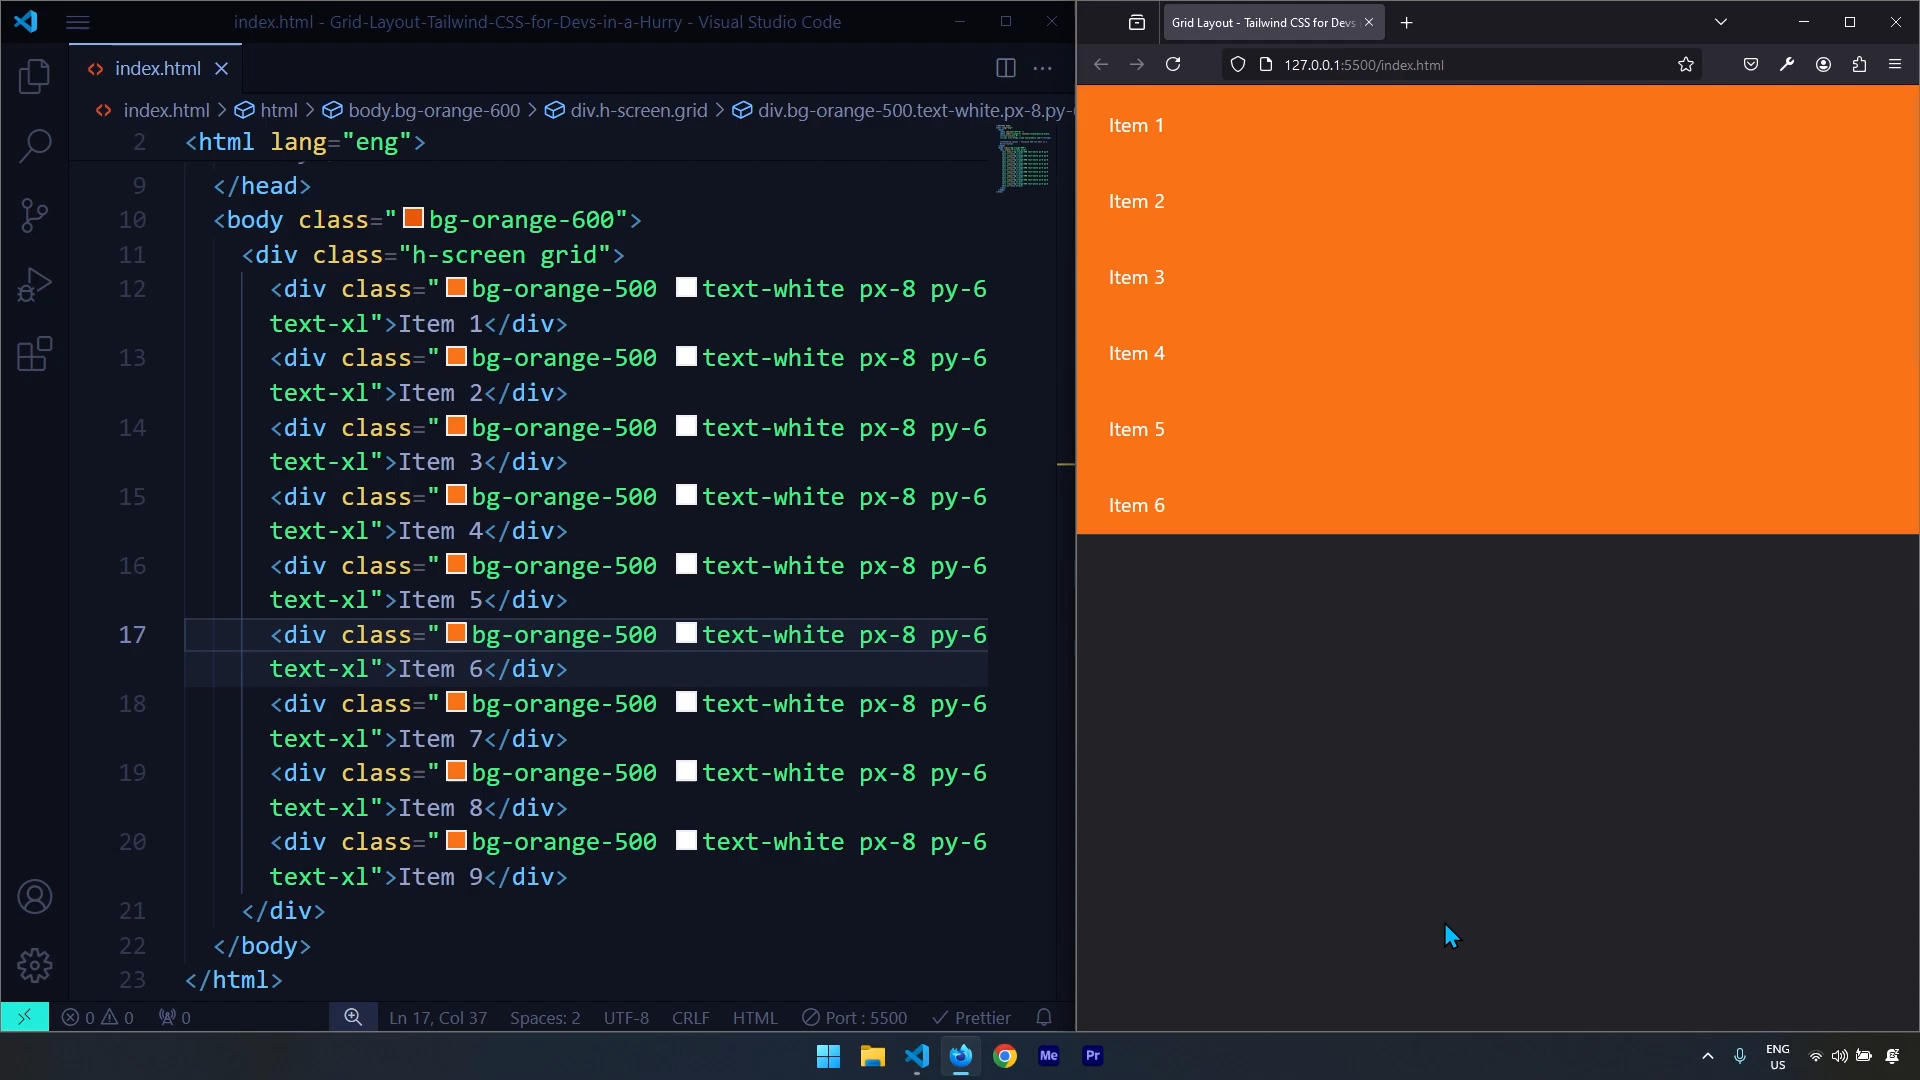 index.html - Grid-Layout-Tailwind-CSS-for-Devs-in-a-Hurry - Visual Studio Code
index.html
index.html > html > body.bg-orange-600 > div.h-screen.grid > div.bg-orange-500.text-white.px-8.py-
2 <html lang="eng">
9 </head>
10 <body class="bg-orange-600">
11 <div class="h-screen grid">
12 <div class="bg-orange-500 text-white px-8 py-6
text-xl">Item 1</div>
13 <div class="bg-orange-500 text-white px-8 py-6
text-xl">Item 2</div>
14 <div class="bg-orange-500 text-white px-8 py-6
text-xl">Item 3</div>
15 <div class="bg-orange-500 text-white px-8 py-6
text-xl">Item 4</div>
16 <div class="bg-orange-500 text-white px-8 py-6
text-xl">Item 5</div>
17 <div class="bg-orange-500 text-white px-8 py-6
text-xl">Item 6</div>
18 <div class="bg-orange-500 text-white px-8 py-6
text-xl">Item 7</div>
19 <div class="bg-orange-500 text-white px-8 py-6
text-xl">Item 8</div>
20 <div class="bg-orange-500 text-white px-8 py-6
text-xl">Item 9</div>
21 </div>
22 </body>
23 </html>
0 0 0 Ln 17, Col 37 Spaces: 2 UTF-8 CRLF HTML Port : 5500 Prettier
Grid Layout - Tailwind CSS for Devs
127.0.0.1:5500/index.html
Item 1
Item 2
Item 3
Item 4
Item 5
Item 6
Me Pr
ENG
US